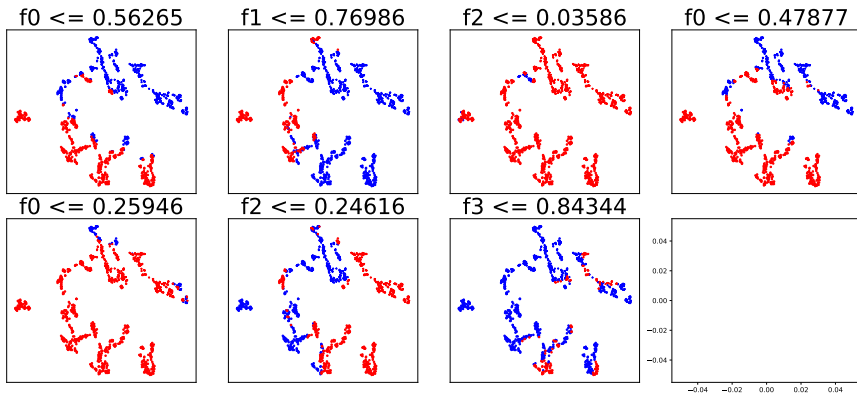 f0 <= 0.56265
f1 <= 0.76986
f2 <= 0.03586
f0 <= 0.47877
f0 <= 0.25946
f2 <= 0.24616
f3 <= 0.84344
0.04
0.02
0.00
−0.02
−0.04
−0.04 −0.02 0.00 0.02 0.04